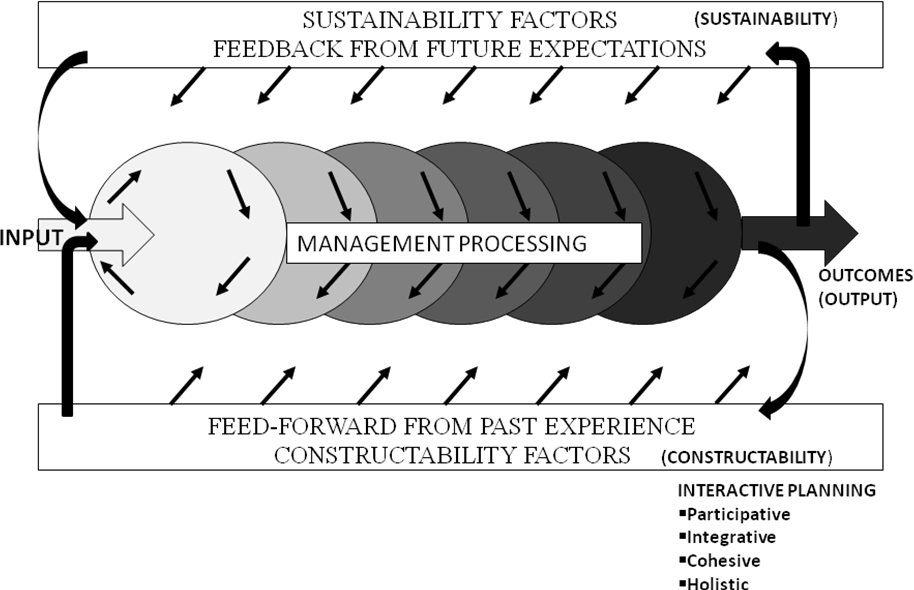 SUSTAINABILITY FACTORS (SUSTAINABILITY)
FEEDBACK FROM FUTURE EXPECTATIONS
INPUT
MANAGEMENT PROCESSING
OUTCOMES
(OUTPUT)
FEED-FORWARD FROM PAST EXPERIENCE
CONSTRUCTABILITY FACTORS (CONSTRUCTABILITY)
INTERACTIVE PLANNING
▪Participative
▪Integrative
▪Cohesive
▪Holistic